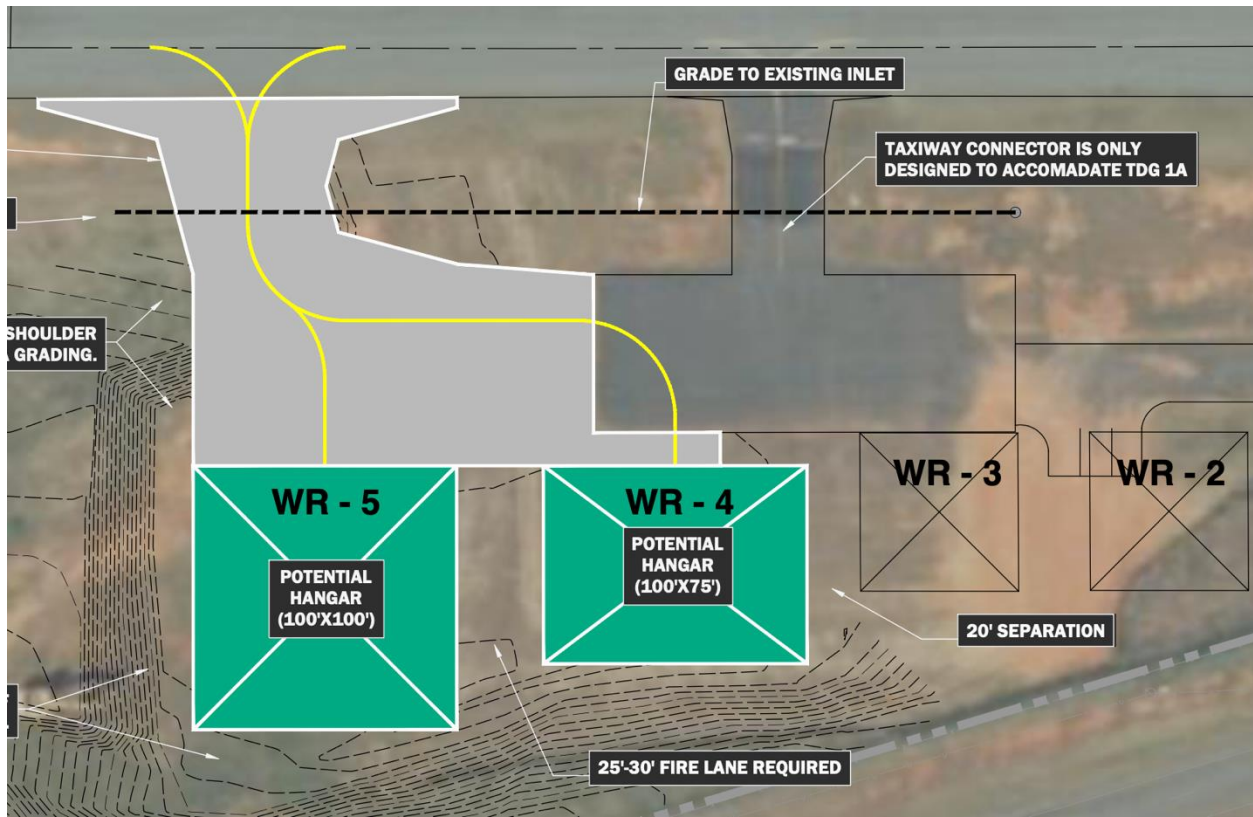 GRADE TO EXISTING INLET
TAXIWAY CONNECTOR IS ONLY
DESIGNED TO ACCOMADATE TDG 1A
SHOULDER
GRADING.
WR - 5
WR - 4
WR - 3
WR - 2
POTENTIAL
HANGAR
(100'X100')
POTENTIAL
HANGAR
(100'X75')
20' SEPARATION
25'-30' FIRE LANE REQUIRED